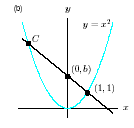 (b)
y
y = x²
C
(0, b)
(1, 1)
x